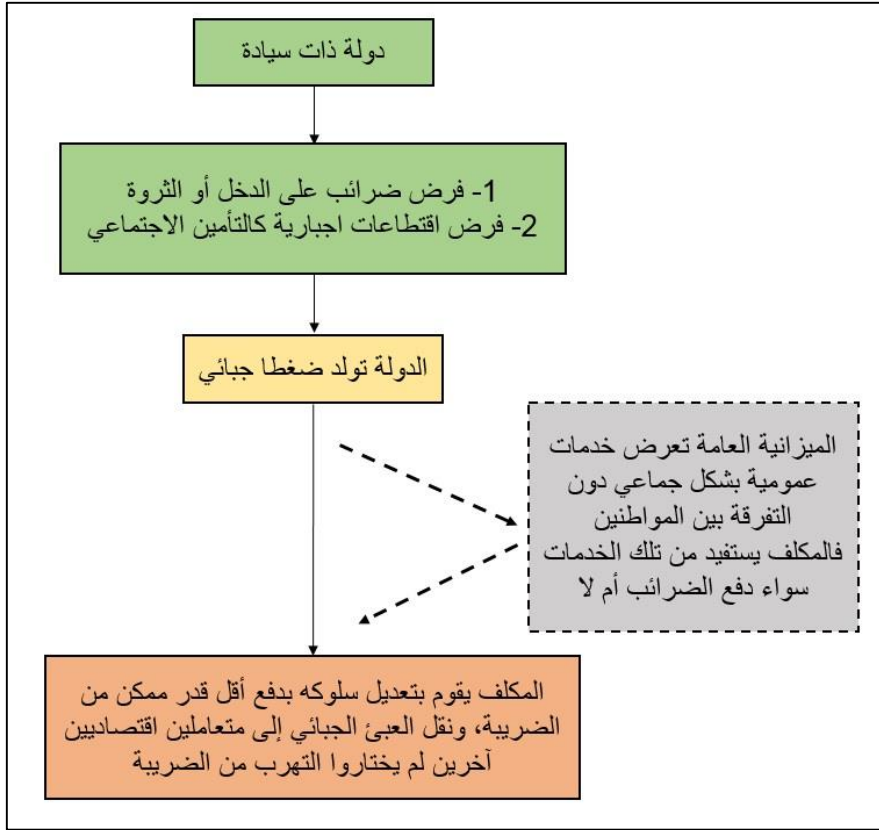 دولة ذات سيادة
1- فرض ضرائب على الدخل أو الثروة
2- فرض اقتطاعات اجبارية كالتأمين الاجتماعي
الدولة تولد ضغطا جبائي
الميزانية العامة تعرض خدمات
عمومية بشكل جماعي دون
التفرقة بين المواطنين
فالمكلف يستفيد من تلك الخدمات
سواء دفع الضرائب أم لا
المكلف يقوم بتعديل سلوكه بدفع أقل قدر ممكن من
الضريبة، ونقل العبئ الجبائي إلى متعاملين اقتصاديين
آخرين لم يختاروا التهرب من الضريبة